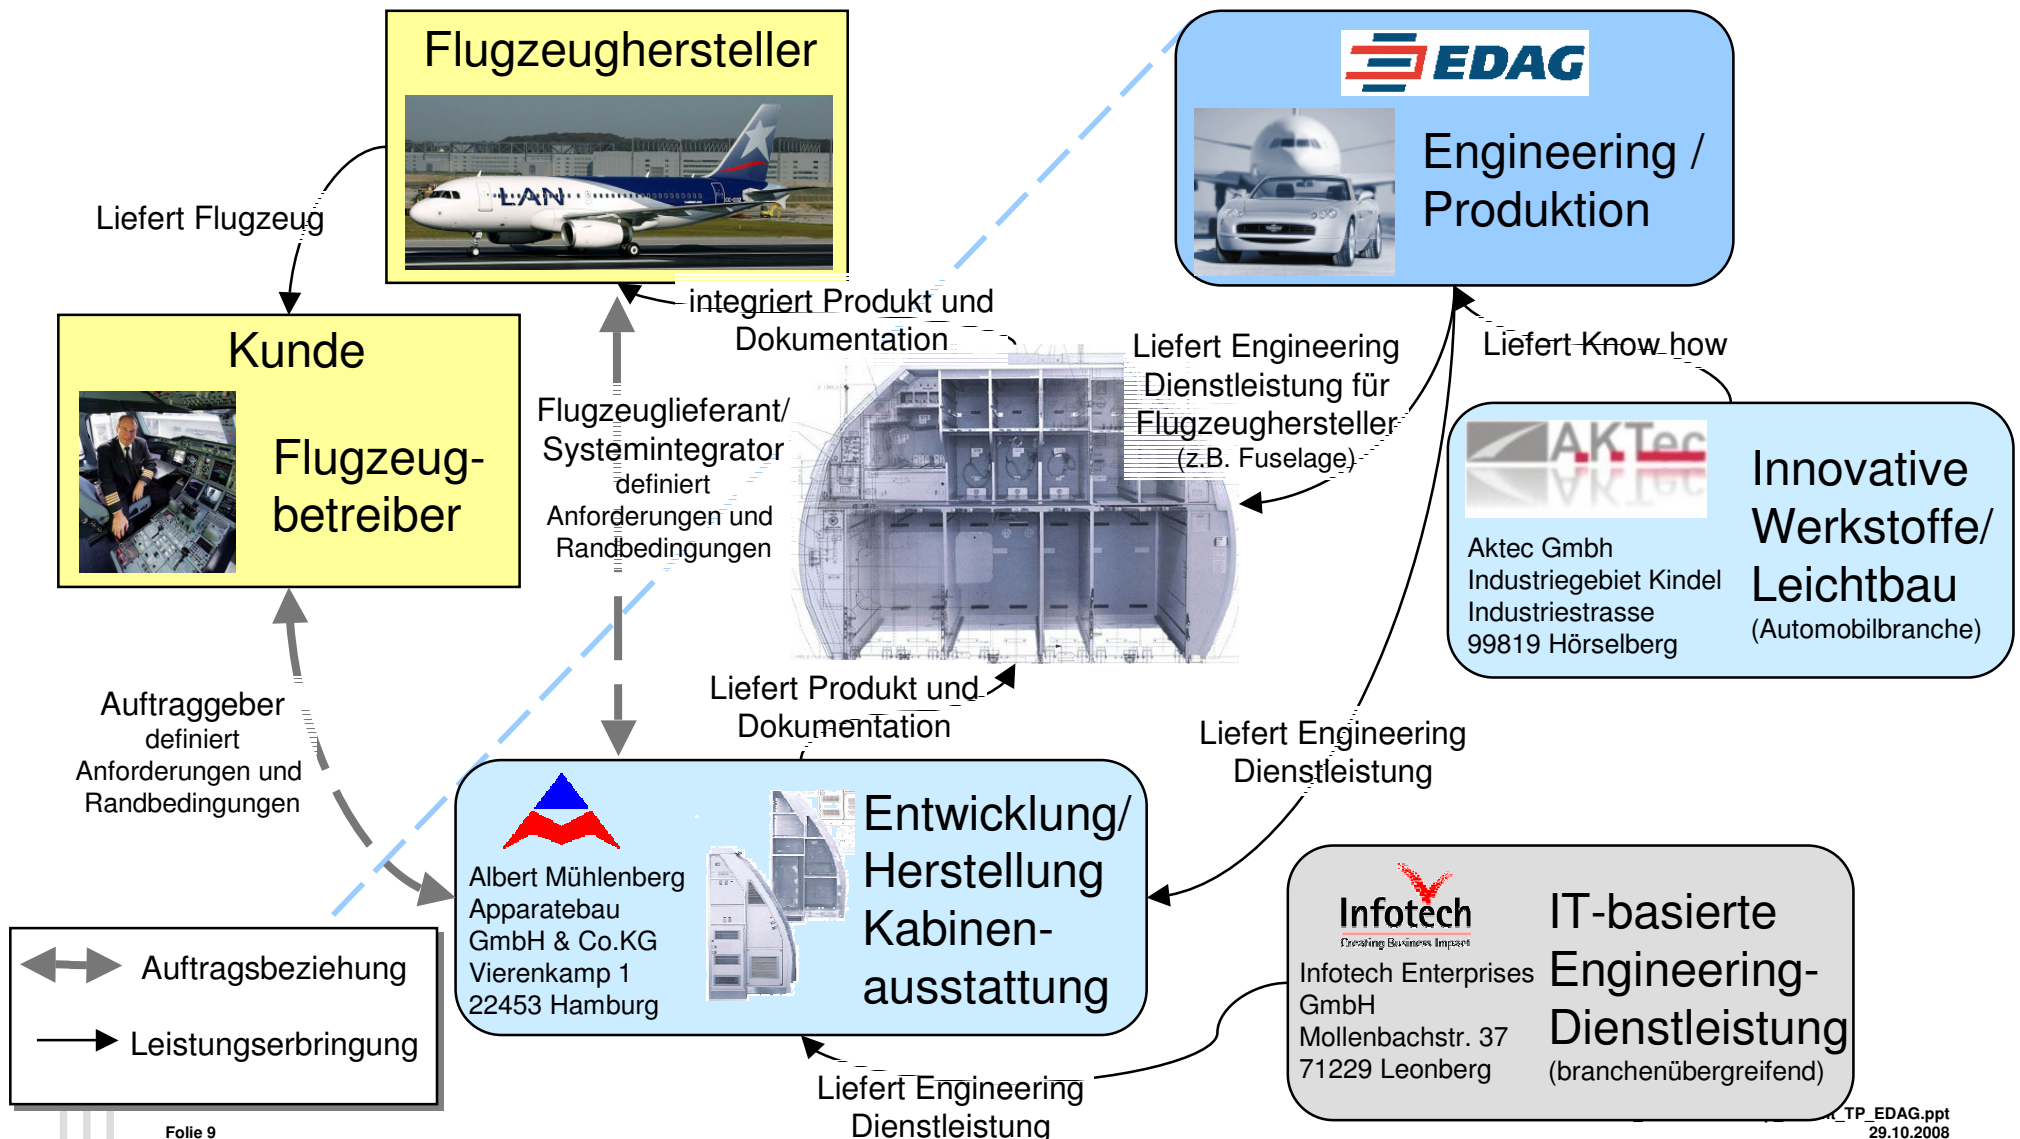 Flugzeughersteller
LAN
EDAG
Engineering /
Produktion
Liefert Flugzeug
integriert Produkt und
Dokumentation
Kunde
Flugzeug-
betreiber
Flugzeuglieferant/
Systemintegrator
definiert
Anforderungen und
Randbedingungen
Liefert Engineering
Dienstleistung für
Flugzeughersteller
(z.B. Fuselage)
Liefert Know how
AKTec
Aktec Gmbh
Industriegebiet Kindel
Industriestrasse
99819 Hörselberg
Innovative
Werkstoffe/
Leichtbau
(Automobilbranche)
Auftraggeber
definiert
Anforderungen und
Randbedingungen
Liefert Produkt und
Dokumentation
Liefert Engineering
Dienstleistung
Albert Mühlenberg
Apparatebau
GmbH & Co.KG
Vierenkamp 1
22453 Hamburg
Entwicklung/
Herstellung
Kabinen-
ausstattung
Infotech
Creating Business Impact
Infotech Enterprises
GmbH
Mollenbachstr. 37
71229 Leonberg
IT-basierte
Engineering-
Dienstleistung
(branchenübergreifend)
Auftragsbeziehung
Leistungserbringung
Liefert Engineering
Dienstleistung
Folie 9
_TP_EDAG.ppt
29.10.2008